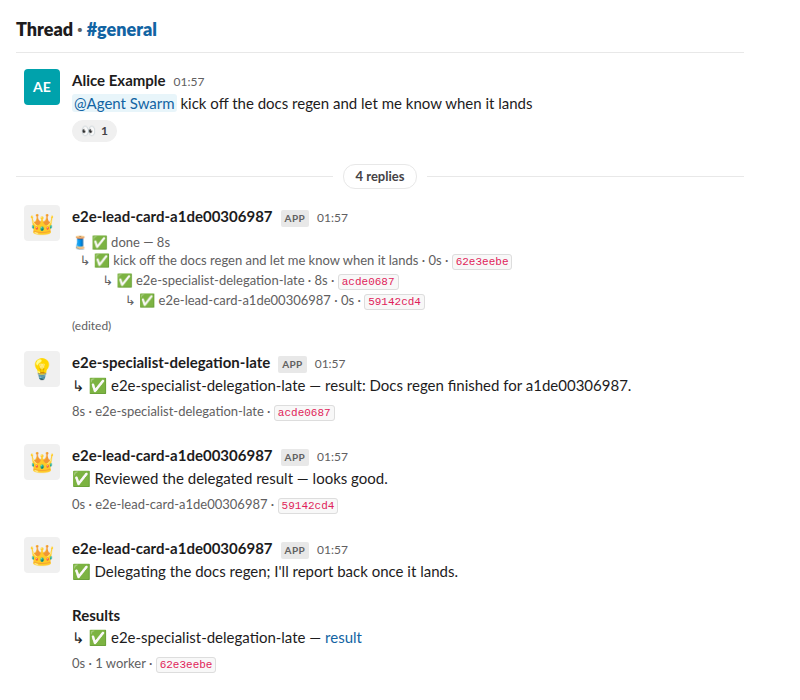 Thread • #general
AE
Alice Example 01:57
@Agent Swarm kick off the docs regen and let me know when it lands
👀 1
4 replies
e2e-lead-card-a1de00306987 APP 01:57
🧵 ✅ done — 8s
↳ ✅ kick off the docs regen and let me know when it lands · 0s · 62e3eebe
↳ ✅ e2e-specialist-delegation-late · 8s · acde0687
↳ ✅ e2e-lead-card-a1de00306987 · 0s · 59142cd4
(edited)
e2e-specialist-delegation-late APP 01:57
↳ ✅ e2e-specialist-delegation-late — result: Docs regen finished for a1de00306987.
8s · e2e-specialist-delegation-late · acde0687
e2e-lead-card-a1de00306987 APP 01:57
✅ Reviewed the delegated result — looks good.
0s · e2e-lead-card-a1de00306987 · 59142cd4
e2e-lead-card-a1de00306987 APP 01:57
✅ Delegating the docs regen; I'll report back once it lands.
Results
↳ ✅ e2e-specialist-delegation-late — result
0s · 1 worker · 62e3eebe